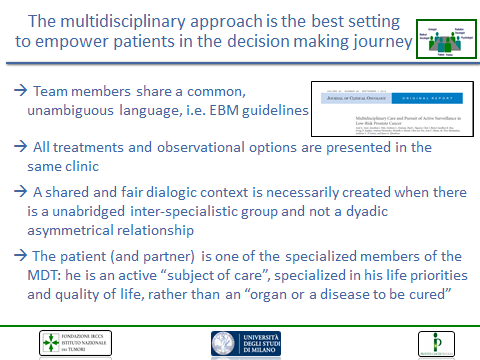 The multidisciplinary approach is the best setting
to empower patients in the decision making journey
→ Team members share a common,
unambiguous language, i.e. EBM guidelines
JOURNAL OF CLINICAL ONCOLOGY
ORIGINAL REPORT
Multidisciplinary Care and Pursuit of Active Surveillance in
Low-Risk Prostate Cancer
→ All treatments and observational options are presented in the
same clinic
→ A shared and fair dialogic context is necessarily created when there
is a unabridged inter-specialistic group and not a dyadic
asymmetrical relationship
→ The patient (and partner) is one of the specialized members of the
MDT: he is an active “subject of care”, specialized in his life priorities
and quality of life, rather than an “organ or a disease to be cured”
FONDAZIONE IRCCS
ISTITUTO NAZIONALE
DEI TUMORI
UNIVERSITÀ
DEGLI STUDI
DI MILANO